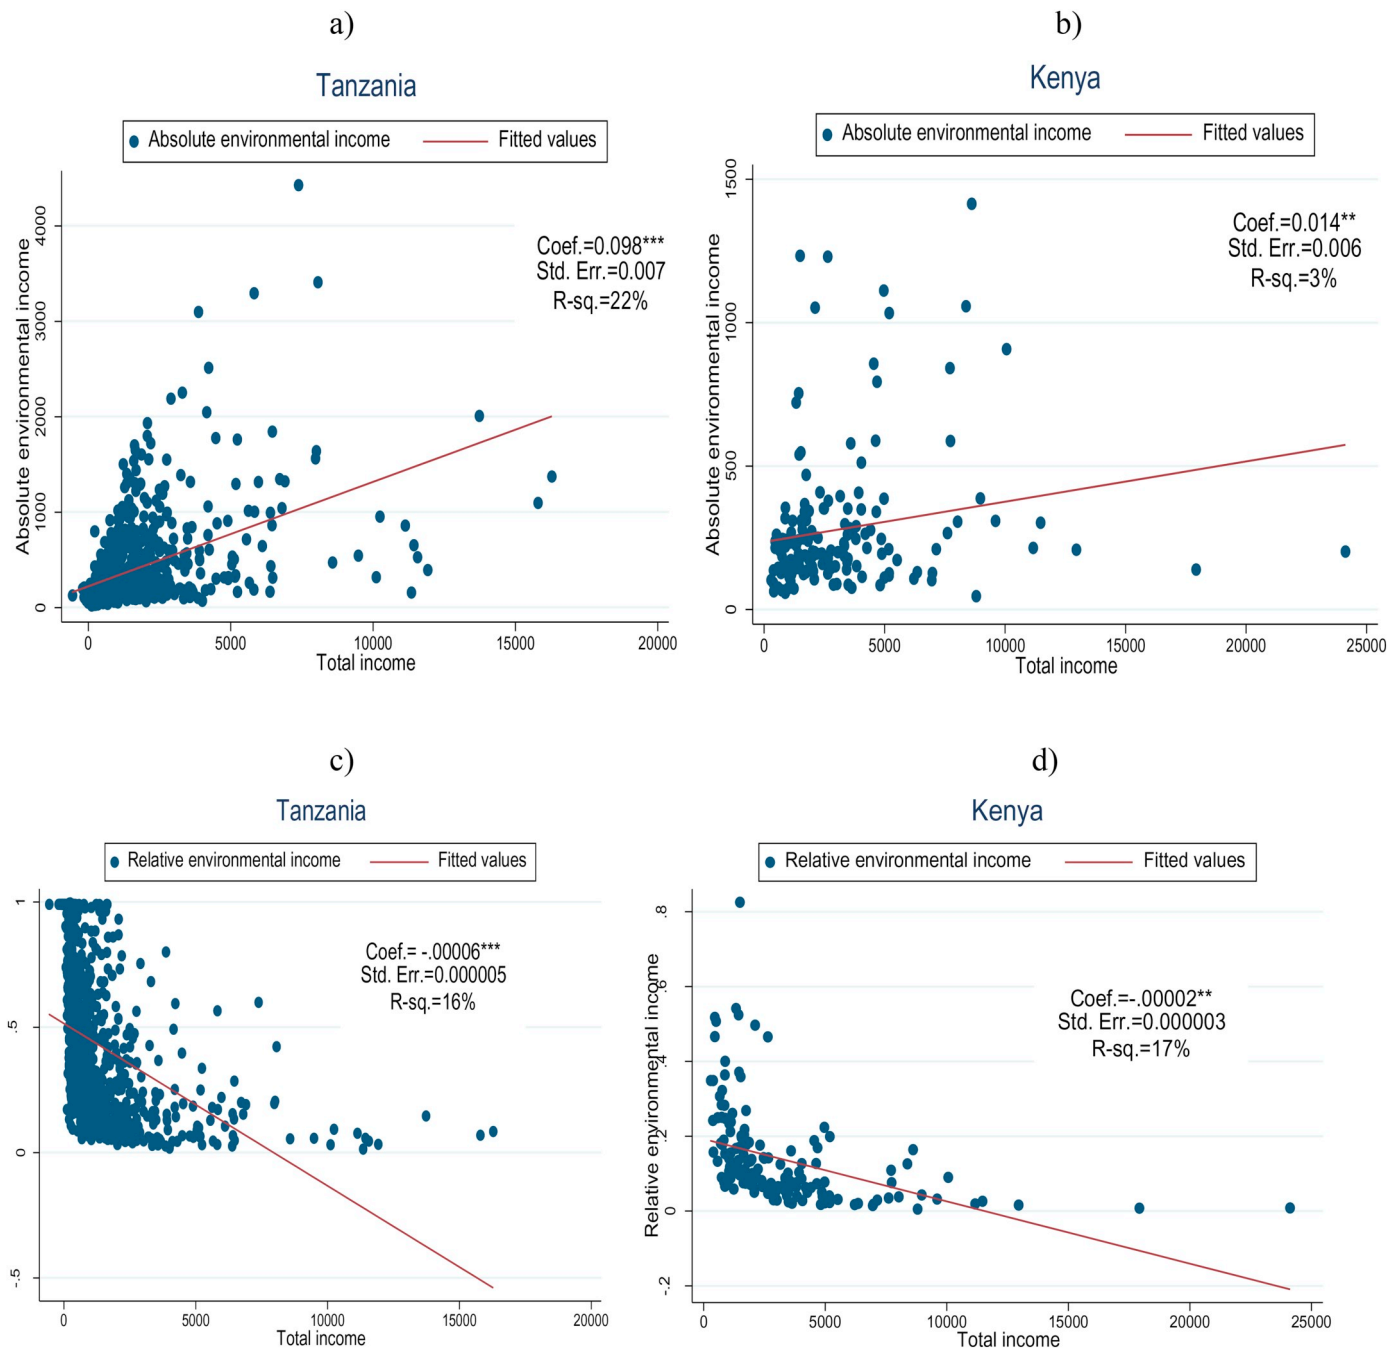 a)
Tanzania
Absolute environmental income
Fitted values
Absolute environmental income
4000
3000
2000
1000
0
Coef.=0.098***
Std. Err.=0.007
R-sq.=22%
0
5000
10000
15000
20000
Total income
b)
Kenya
Absolute environmental income
Fitted values
Absolute environmental income
1500
1000
500
0
Coef.=0.014**
Std. Err.=0.006
R-sq.=3%
0
5000
10000
15000
20000
25000
Total income
c)
Tanzania
Relative environmental income
Fitted values
1
.5
0
-.5
Coef.= -.00006***
Std. Err.=0.000005
R-sq.=16%
0
5000
10000
15000
20000
Total income
d)
Kenya
Relative environmental income
Fitted values
Relative environmental income
.8
.6
.4
.2
0
-.2
Coef.=-.00002**
Std. Err.=0.000003
R-sq.=17%
0
5000
10000
15000
20000
25000
Total income